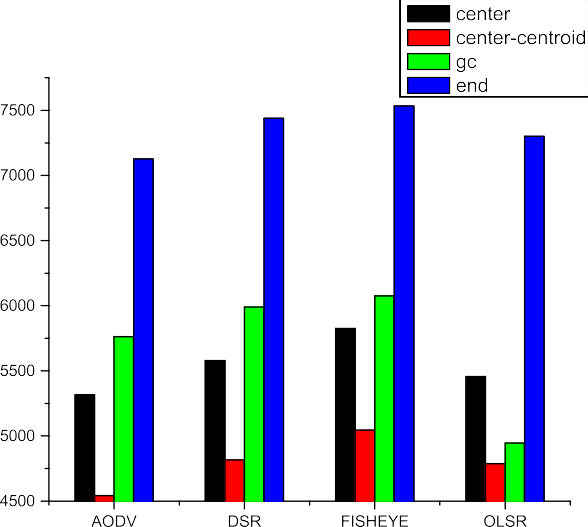 center
center-centroid
gc
end
7500
7000
6500
6000
5500
5000
4500
AODV DSR FISHEYE OLSR